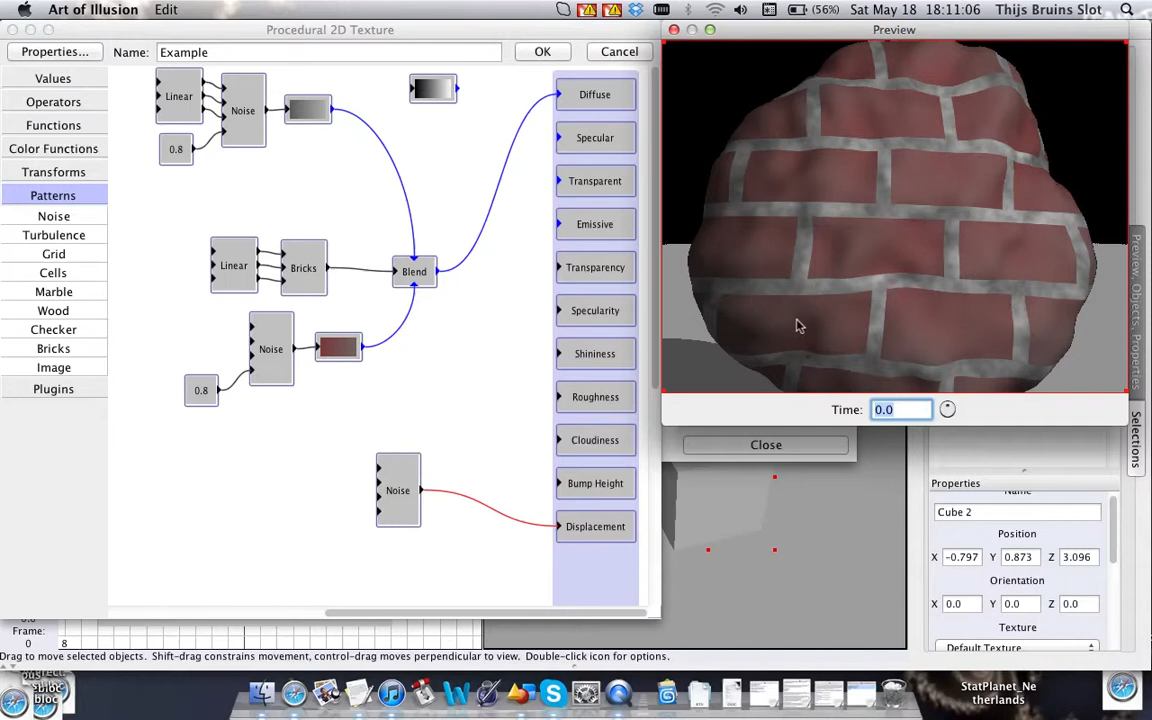 Art of Illusion Edit (56%) Sat May 18 18:11:06 Thijs Bruins Slot
Procedural 2D Texture
Preview
Properties... Name: Example OK Cancel
Values
Operators
Functions
Color Functions
Transforms
Patterns
Noise
Turbulence
Grid
Cells
Marble
Wood
Checker
Bricks
Image
Plugins
Linear
Noise
0.8
Linear
Bricks
Blend
Noise
0.8
Noise
Diffuse
Specular
Transparent
Emissive
Transparency
Specularity
Shininess
Roughness
Cloudiness
Bump Height
Displacement
Time: 0.0
Close
Preview, Objects, Properties
Selections
Properties
Name
Cube 2
Position
X -0.797 Y 0.873 Z 3.096
Orientation
X 0.0 Y 0.0 Z 0.0
Texture
Default Texture
Frame:
0
8
Drag to move selected objects. Shift-drag constrains movement, control-drag moves perpendicular to view. Double-click icon for options.
StatPlanet_Ne
therlands